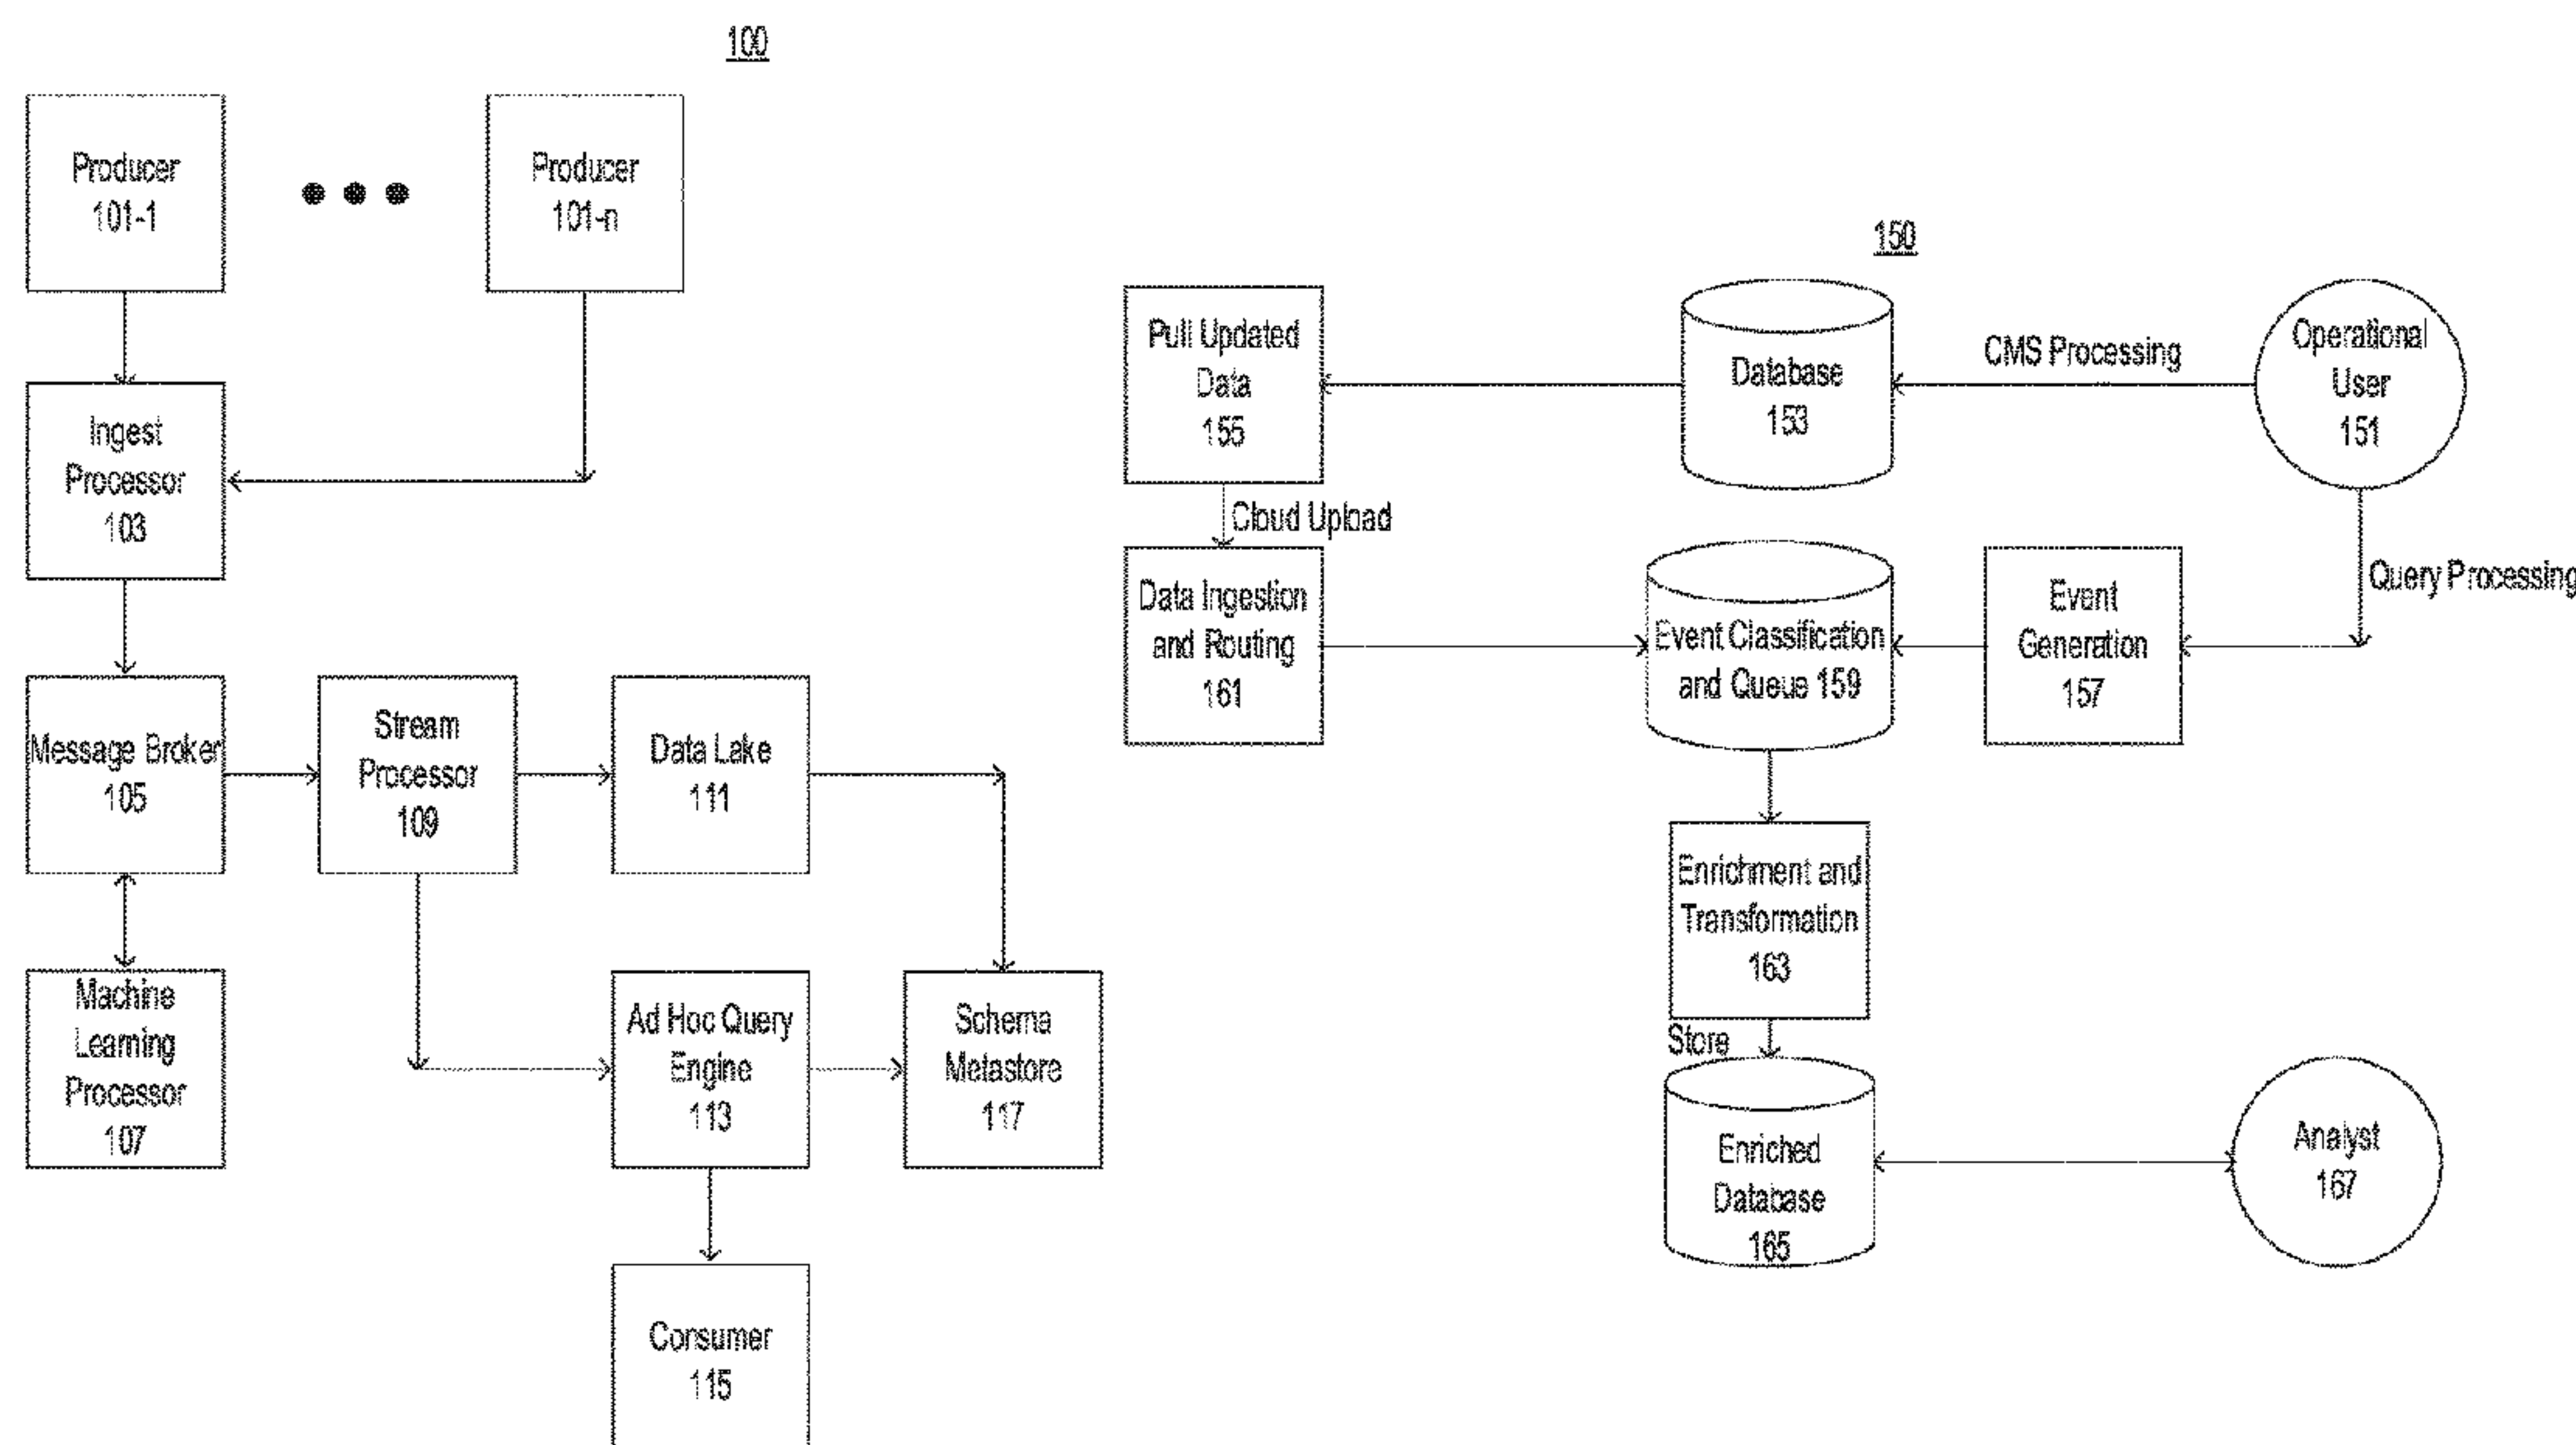 100
Producer
101-1
Producer
101-n
Ingest
Processor
103
Message Broker
105
Stream
Processor
109
Data Lake
111
Machine
Learning
Processor
107
Ad Hoc Query
Engine
113
Schema
Metastore
117
Consumer
115
150
Pull Updated
Data
155
Database
153
CMS Processing
Operational
User
151
Cloud Upload
Query Processing
Data Ingestion
and Routing
161
Event Classification
and Queue 159
Event
Generation
157
Enrichment and
Transformation
163
Store
Enriched
Database
165
Analyst
167